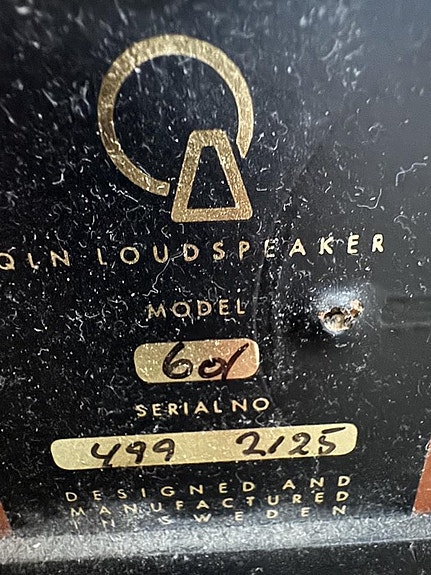 QLN LOUDSPEAKER
MODEL
601
SERIAL NO
499 2125
DESIGNED AND
MANUFACTURED
IN SWEDEN